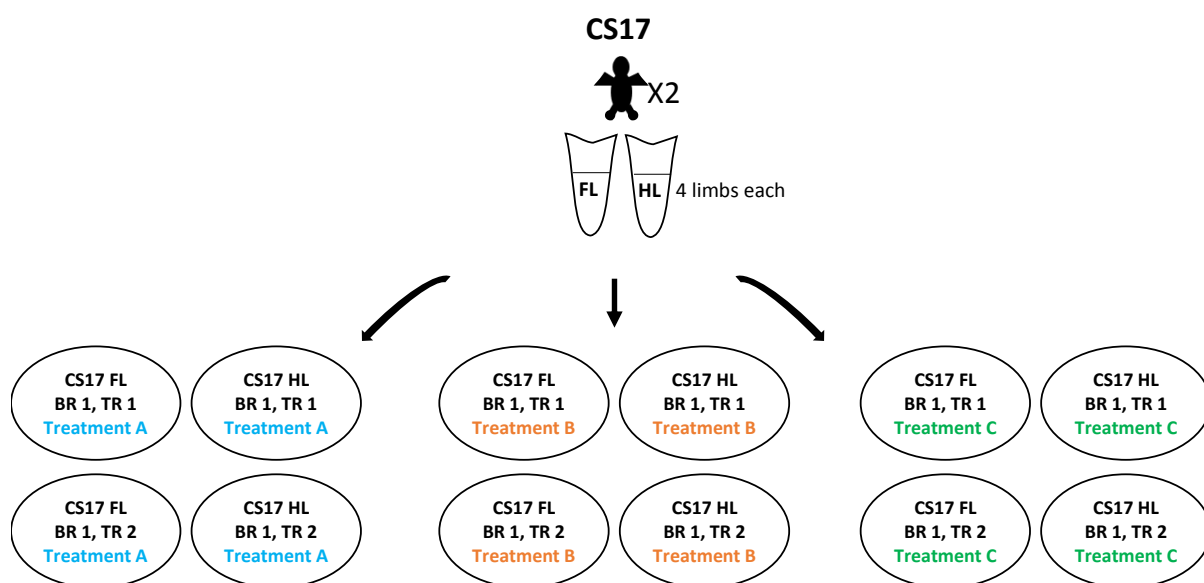 CS17
X2
FL
HL
4 limbs each
CS17 FL
BR 1, TR 1
Treatment A
CS17 HL
BR 1, TR 1
Treatment A
CS17 FL
BR 1, TR 1
Treatment B
CS17 HL
BR 1, TR 1
Treatment B
CS17 FL
BR 1, TR 1
Treatment C
CS17 HL
BR 1, TR 1
Treatment C
CS17 FL
BR 1, TR 2
Treatment A
CS17 HL
BR 1, TR 2
Treatment A
CS17 FL
BR 1, TR 2
Treatment B
CS17 HL
BR 1, TR 2
Treatment B
CS17 FL
BR 1, TR 2
Treatment C
CS17 HL
BR 1, TR 2
Treatment C